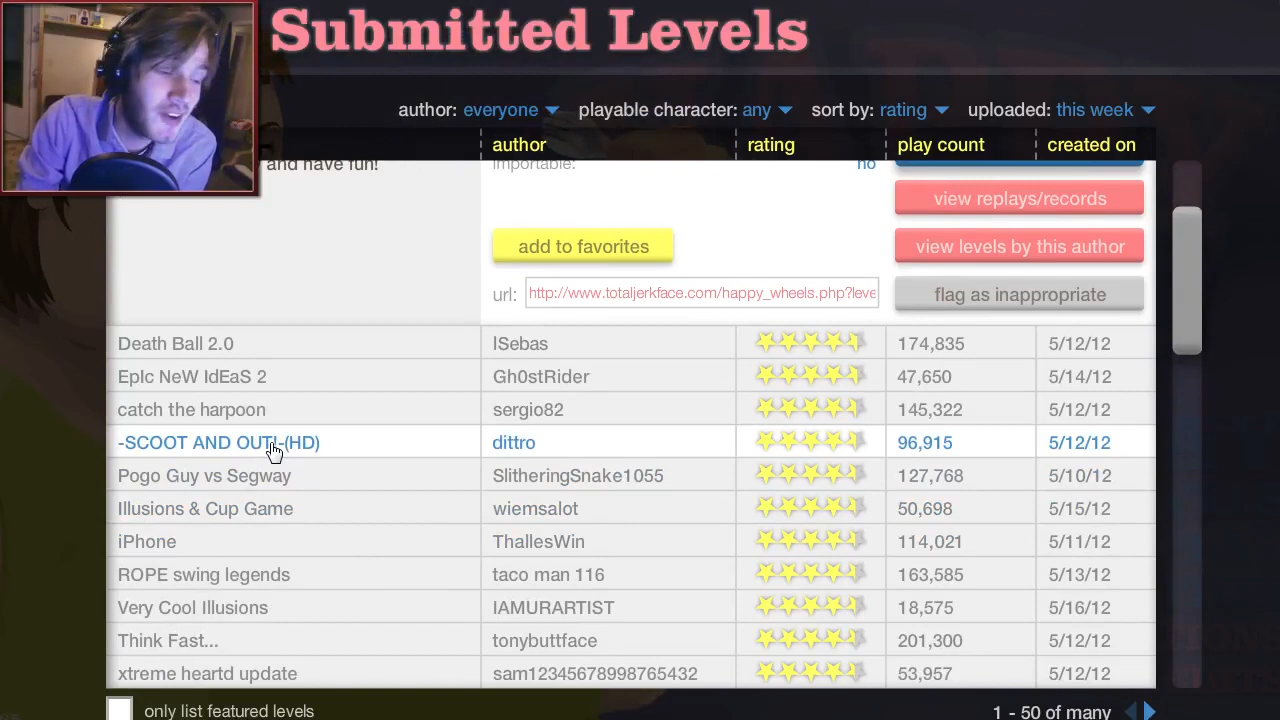 Submitted Levels
author: everyone playable character: any sort by: rating uploaded: this week
author rating play count created on
and have fun! importable: no
view replays/records
add to favorites view levels by this author
url: http://www.totaljerkface.com/happy_wheels.php?leve flag as inappropriate
Death Ball 2.0 lSebas 174,835 5/12/12
EpIc NeW IdEaS 2 Gh0stRider 47,650 5/14/12
catch the harpoon sergio82 145,322 5/12/12
-SCOOT AND OUT!-(HD) dittro 96,915 5/12/12
Pogo Guy vs Segway SlitheringSnake1055 127,768 5/10/12
Illusions & Cup Game wiemsalot 50,698 5/15/12
iPhone ThallesWin 114,021 5/11/12
ROPE swing legends taco man 116 163,585 5/13/12
Very Cool Illusions IAMURARTIST 18,575 5/16/12
Think Fast... tonybuttface 201,300 5/12/12
xtreme heartd update sam12345678998765432 53,957 5/12/12
only list featured levels 1 - 50 of many